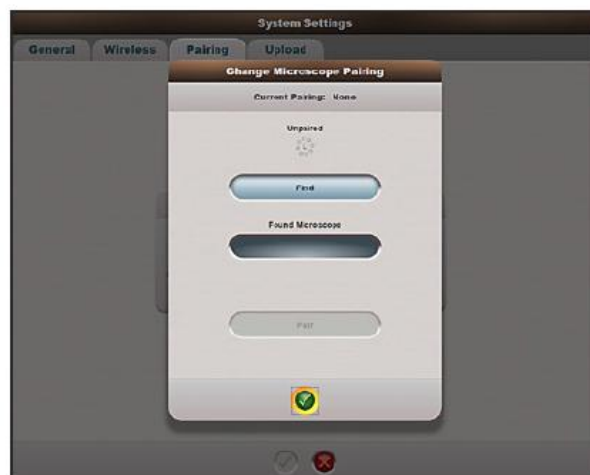 System Settings
General Wireless Pairing Upload
Change Microscope Pairing
Current Pairing: None
Unpaired
Find
Found Microscope
Pair